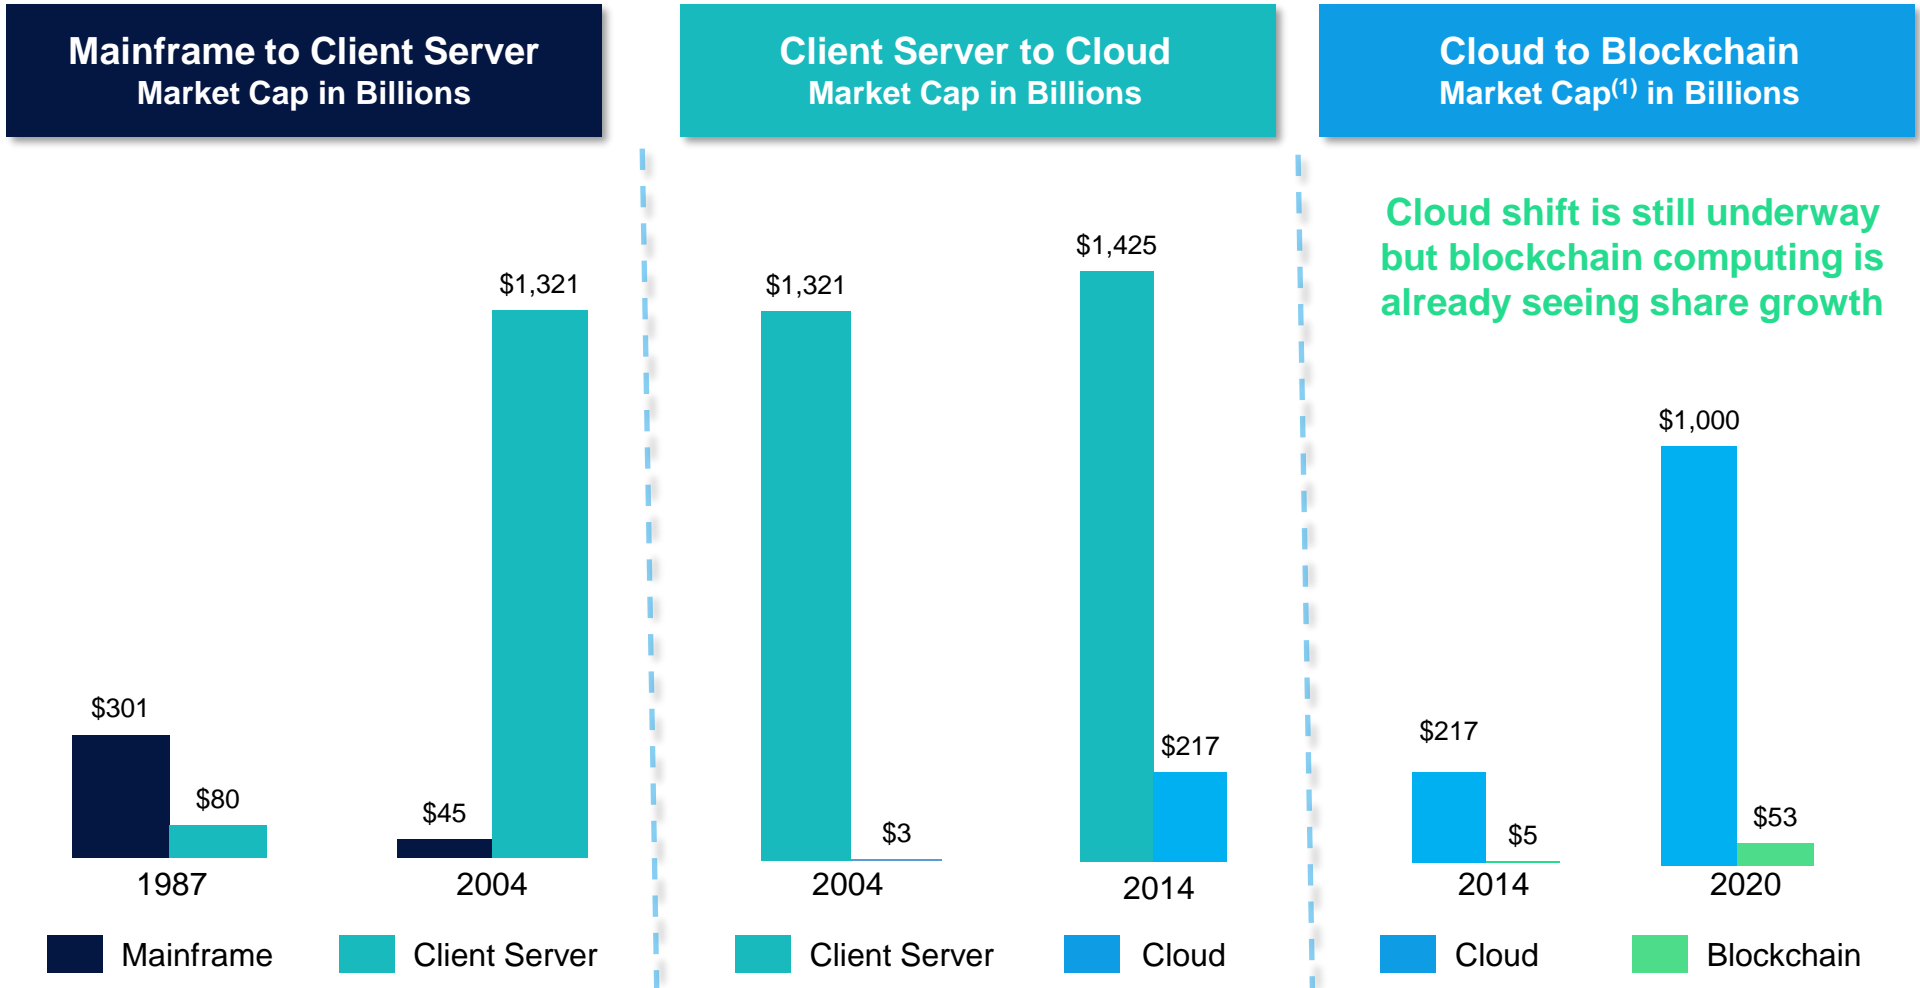 Mainframe to Client Server
Market Cap in Billions
$301
$80
$45
$1,321
1987
2004
Mainframe
Client Server
Client Server to Cloud
Market Cap in Billions
$1,321
$3
$1,425
$217
2004
2014
Client Server
Cloud
Cloud to Blockchain
Market Cap(1) in Billions
Cloud shift is still underway
but blockchain computing is
already seeing share growth
$217
$5
$1,000
$53
2014
2020
Cloud
Blockchain